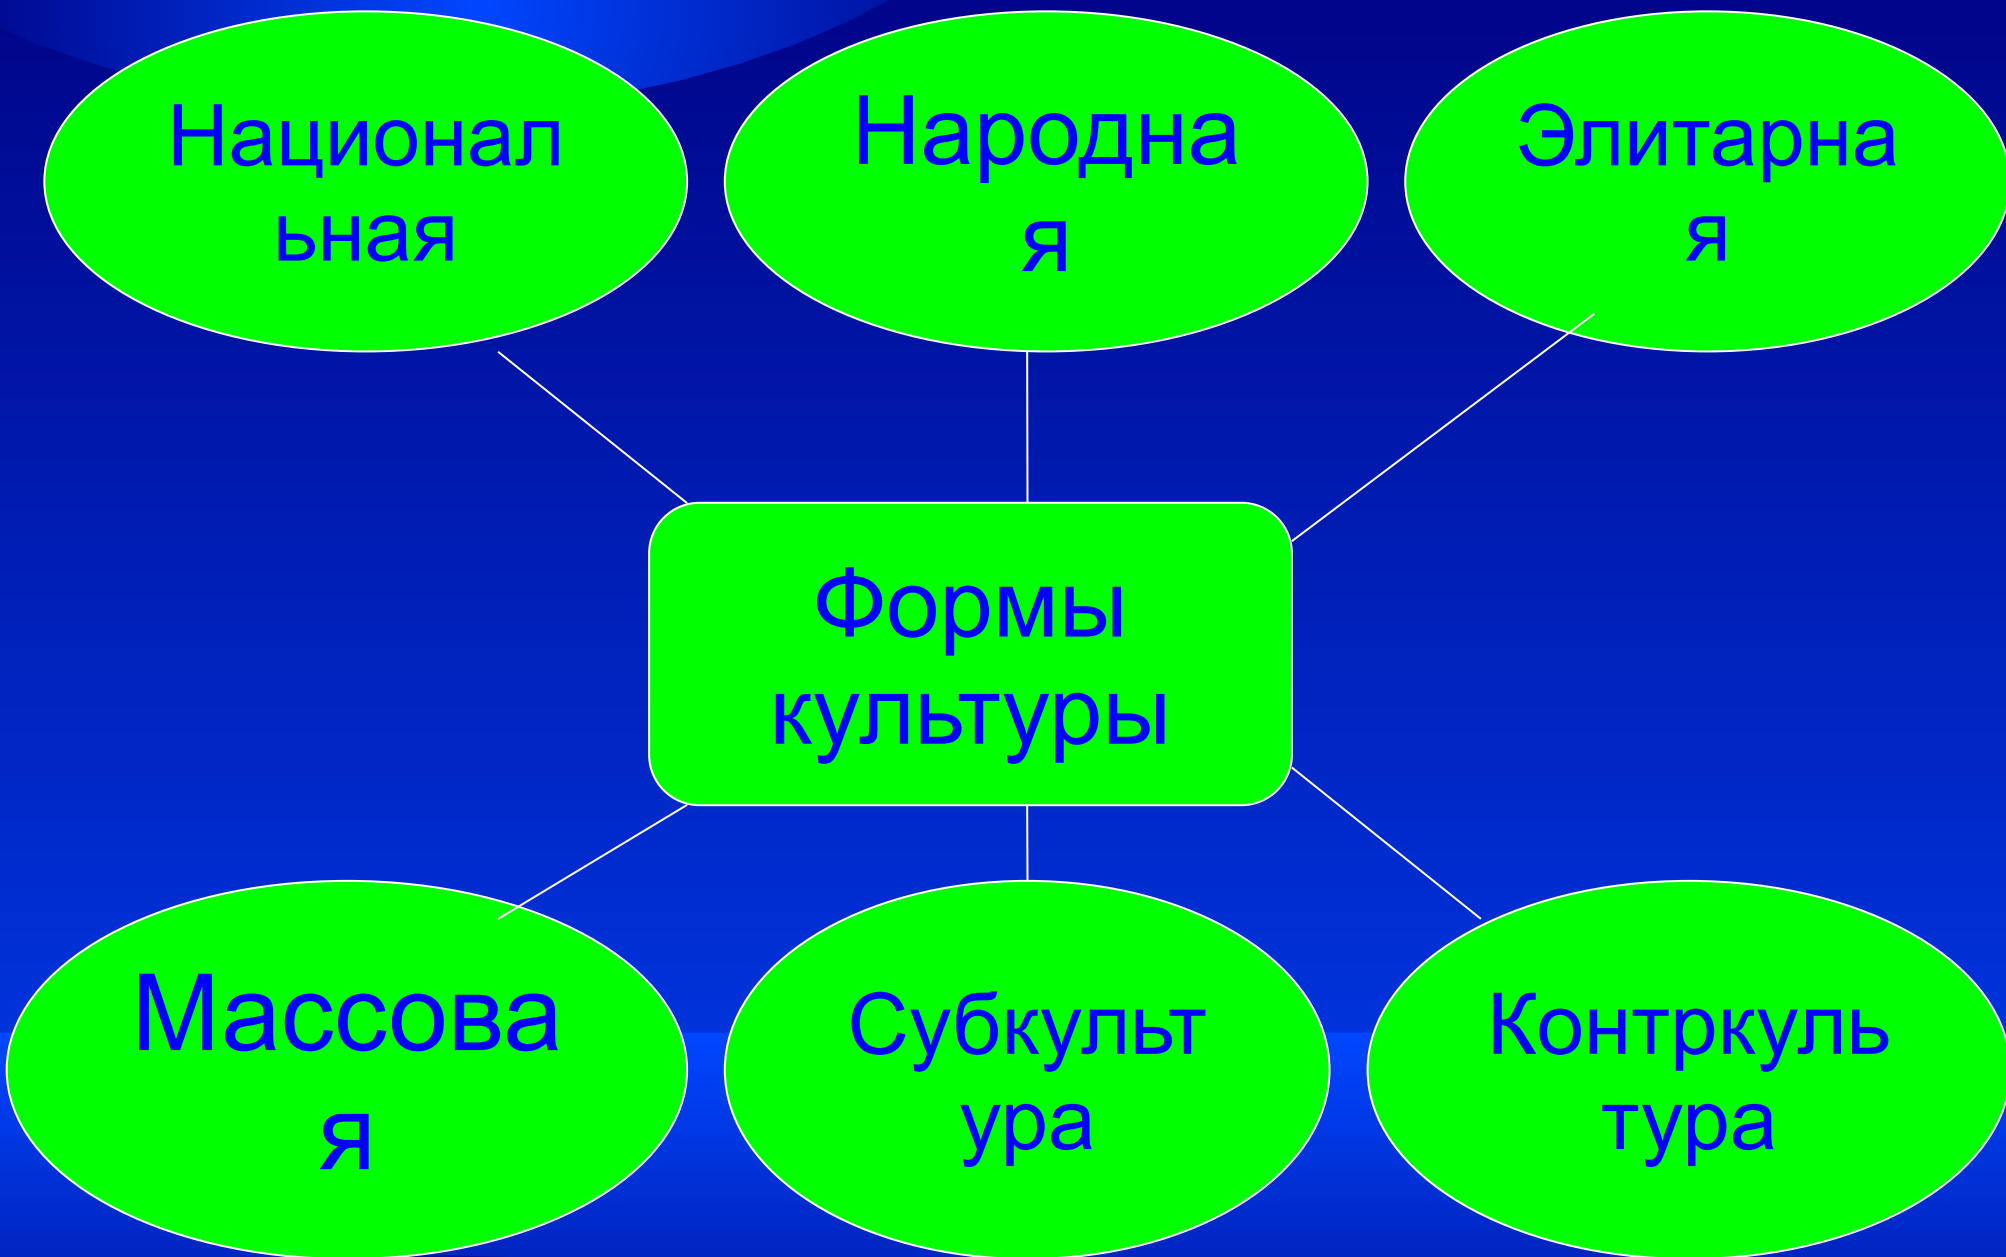 Национал
ьная
Народна
я
Элитарна
я
Формы
культуры
Массова
я
Субкульт
ура
Контркуль
тура